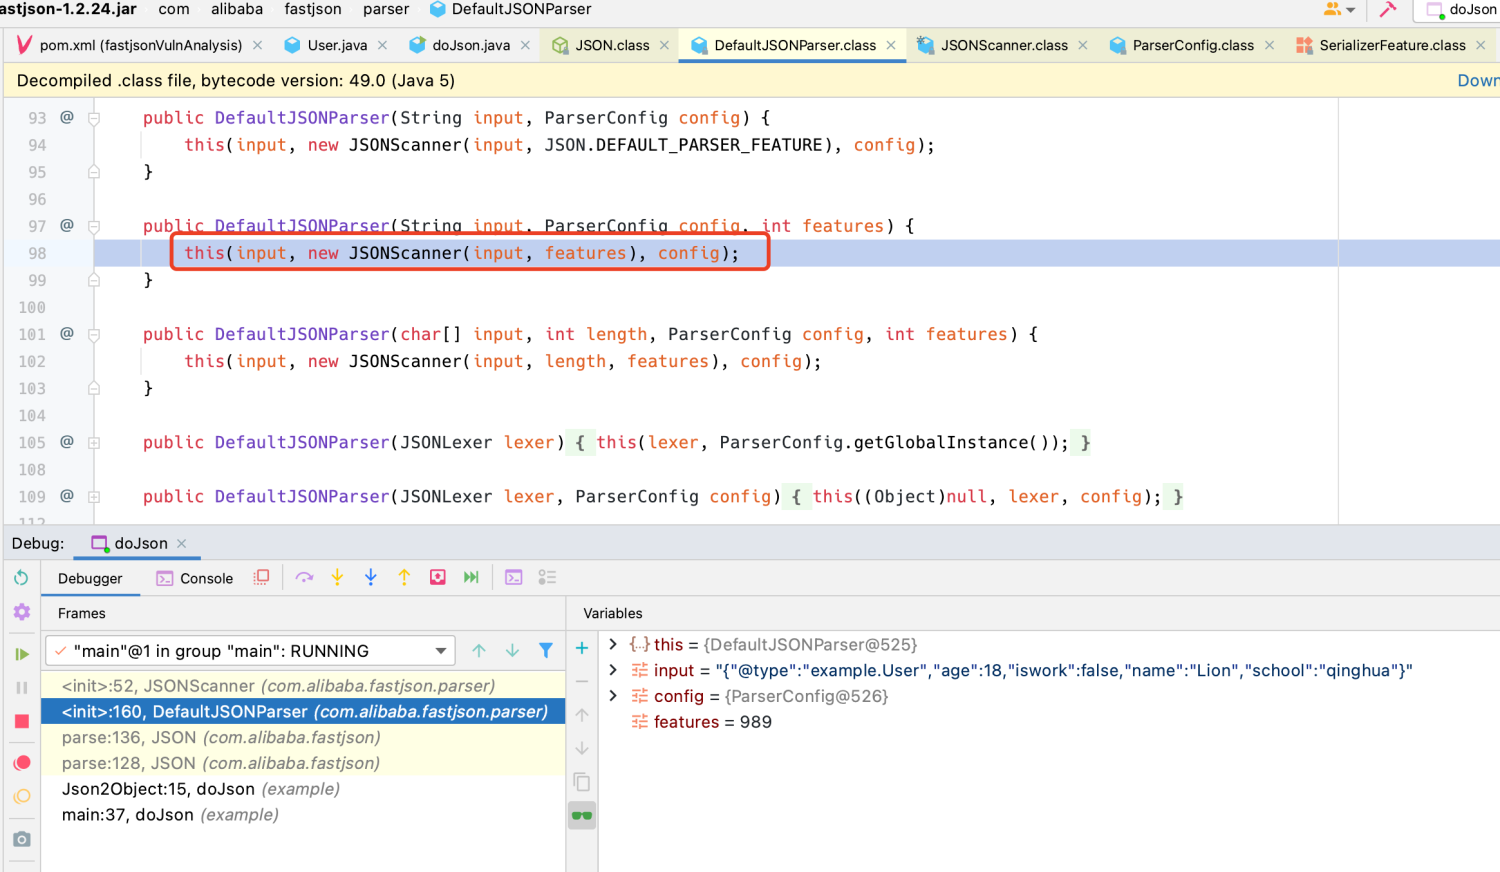 astjson-1.2.24.jar com alibaba fastjson parser DefaultJSONParser doJson
pom.xml (fastjsonVulnAnalysis) User.java doJson.java JSON.class DefaultJSONParser.class JSONScanner.class ParserConfig.class SerializerFeature.class
Decompiled .class file, bytecode version: 49.0 (Java 5) Down
93 @ public DefaultJSONParser(String input, ParserConfig config) {
94 this(input, new JSONScanner(input, JSON.DEFAULT_PARSER_FEATURE), config);
95 }
96
97 @ public DefaultJSONParser(String input, ParserConfig config, int features) {
98 this(input, new JSONScanner(input, features), config);
99 }
100
101 @ public DefaultJSONParser(char[] input, int length, ParserConfig config, int features) {
102 this(input, new JSONScanner(input, length, features), config);
103 }
104
105 @ public DefaultJSONParser(JSONLexer lexer) { this(lexer, ParserConfig.getGlobalInstance()); }
108
109 @ public DefaultJSONParser(JSONLexer lexer, ParserConfig config) { this((Object)null, lexer, config); }
112
Debug: doJson
Debugger Console
Frames
"main"@1 in group "main": RUNNING
<init>:52, JSONScanner (com.alibaba.fastjson.parser)
<init>:160, DefaultJSONParser (com.alibaba.fastjson.parser)
parse:136, JSON (com.alibaba.fastjson)
parse:128, JSON (com.alibaba.fastjson)
Json2Object:15, doJson (example)
main:37, doJson (example)
Variables
this = {DefaultJSONParser@525}
input = "{"@type":"example.User","age":18,"iswork":false,"name":"Lion","school":"qinghua"}"
config = {ParserConfig@526}
features = 989